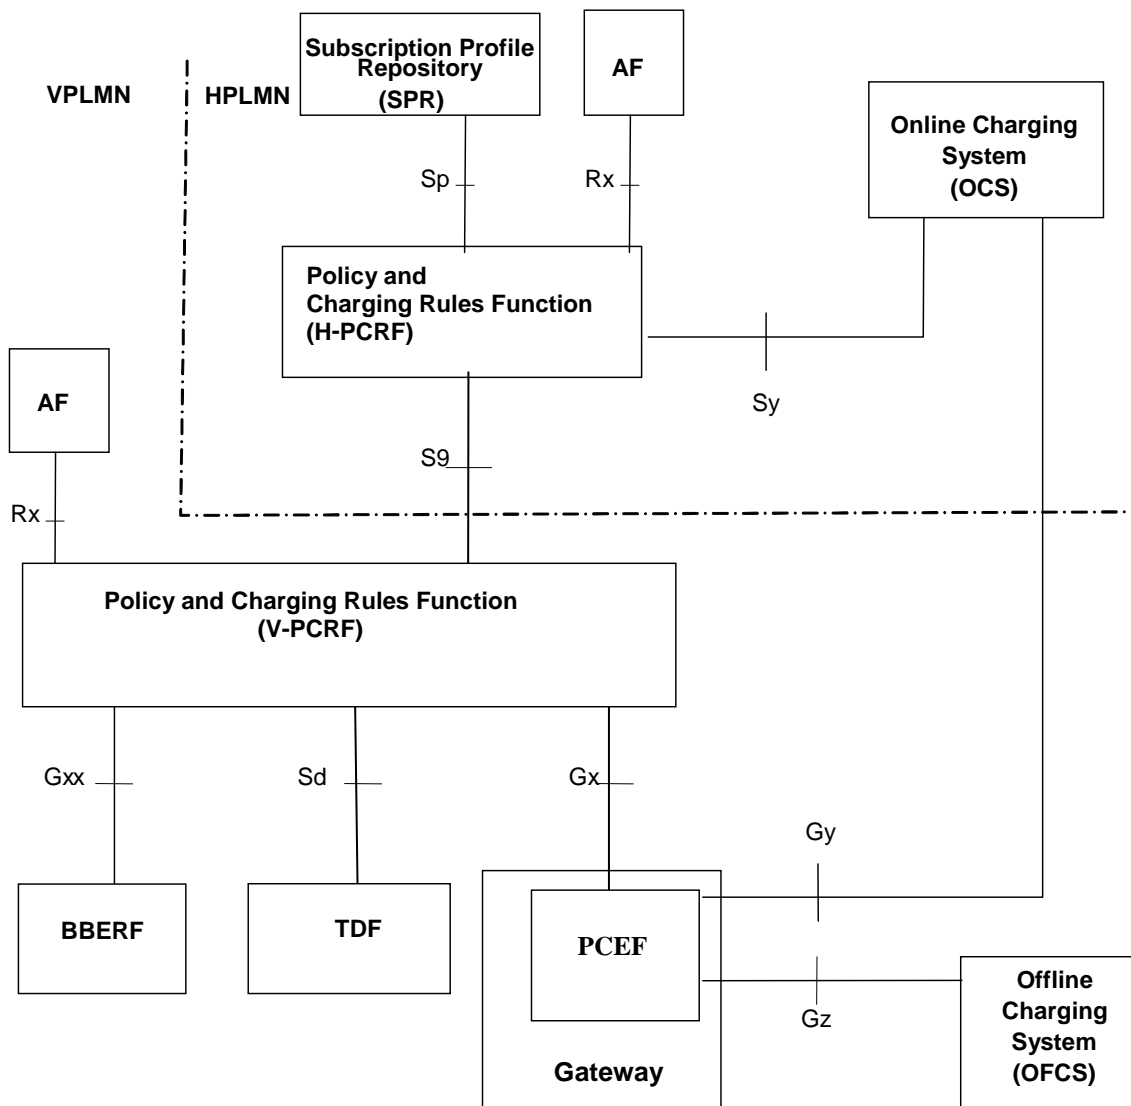 Subscription Profile
Repository
(SPR)
AF
VPLMN
HPLMN
Online Charging
System
(OCS)
Sp
Rx
Policy and
Charging Rules Function
(H-PCRF)
Sy
AF
S9
Rx
Policy and Charging Rules Function
(V-PCRF)
Gxx
Sd
Gx
Gy
BBERF
TDF
PCEF
Gz
Offline
Charging
System
(OFCS)
Gateway